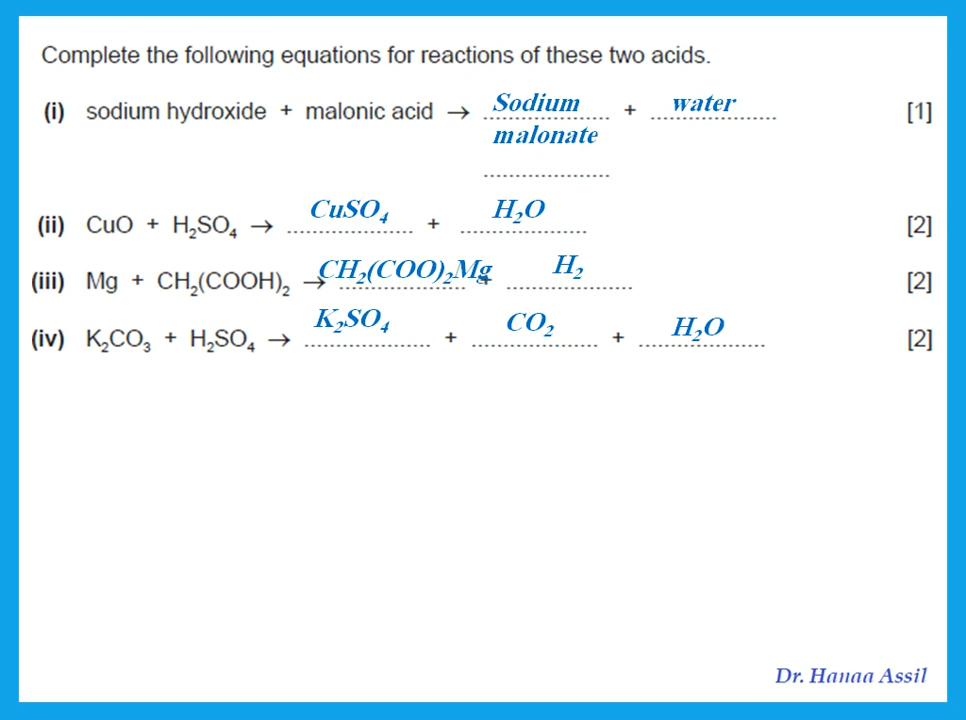 Complete the following equations for reactions of these two acids.
(i) sodium hydroxide + malonic acid → Sodium + water [1]
malonate
(ii) CuO + H₂SO₄ → CuSO₄ + H₂O [2]
(iii) Mg + CH₂(COOH)₂ → CH₂(COO)₂Mg + H₂ [2]
(iv) K₂CO₃ + H₂SO₄ → K₂SO₄ + CO₂ + H₂O [2]
Dr. Hanaa Assil